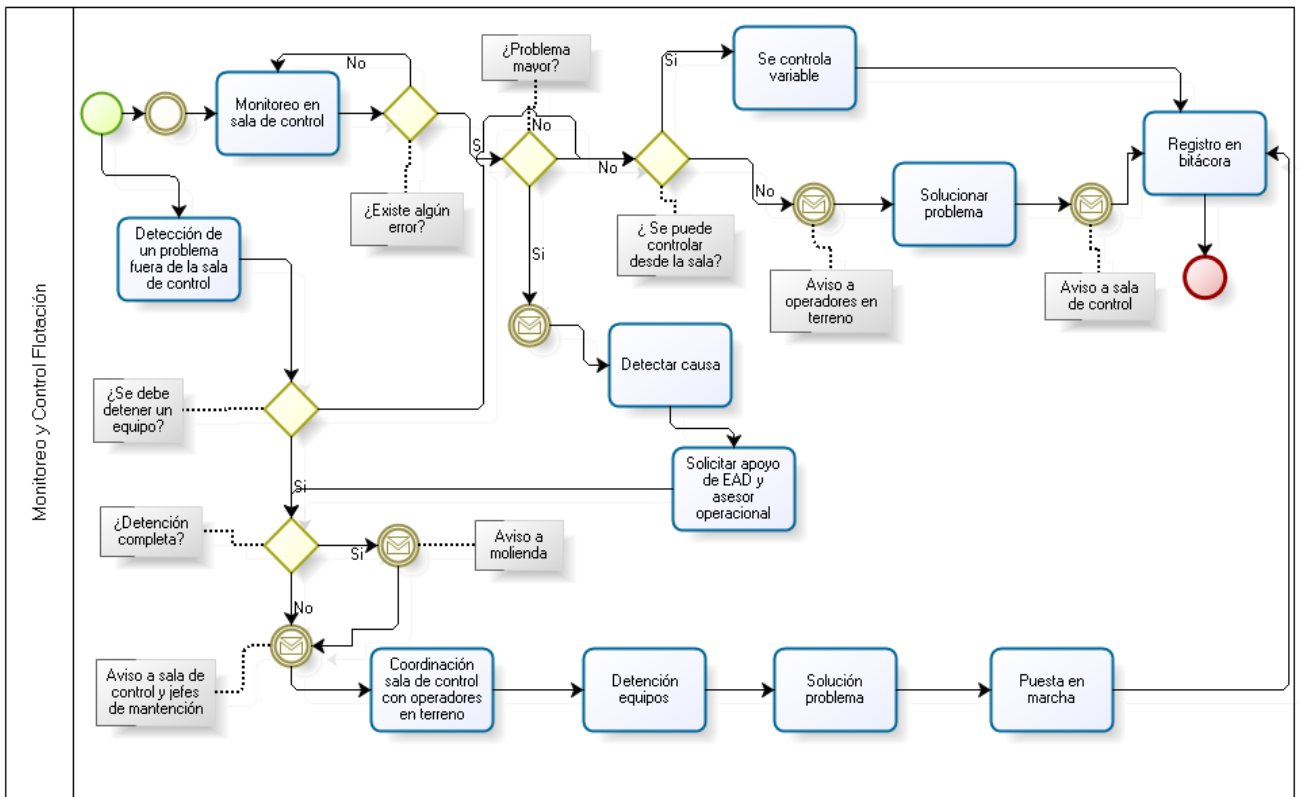 Monitoreo y Control Flotación
¿Problema
mayor?
Si
Se controla
variable
No
Monitoreo en
sala de control
No
S
No
Registro en
bitácora
No
Solucionar
problema
¿Existe algún
error?
Detección de
un problema
fuera de la sala
de control
¿ Se puede
controlar
desde la sala?
Si
Aviso a
operadores en
terreno
Aviso a sala
de control
Detectar causa
¿Se debe
detener un
equipo?
Solicitar apoyo
de EAD y
asesor
operacional
Si
¿Detención
completa?
Si
Aviso a
molienda
No
Aviso a sala de
control y jefes
de mantención
Coordinación
sala de control
con operadores
en terreno
Detención
equipos
Solución
problema
Puesta en
marcha